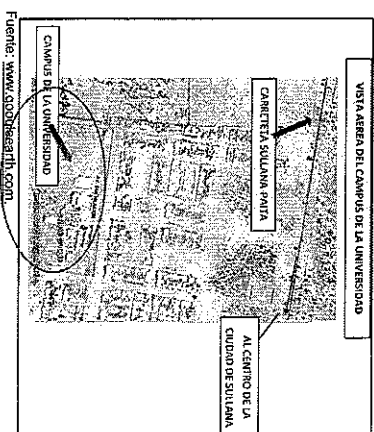 VISTA AEREA DEL CAMPUS DE LA UNIVERSIDAD
CARRETEJA SULLANA PAITA
AL CENTRO DE LA
CIUDAD DE SULLANA
CAMPUS DE LA UNIVERSIDAD
Fuente: www.googleearth.com